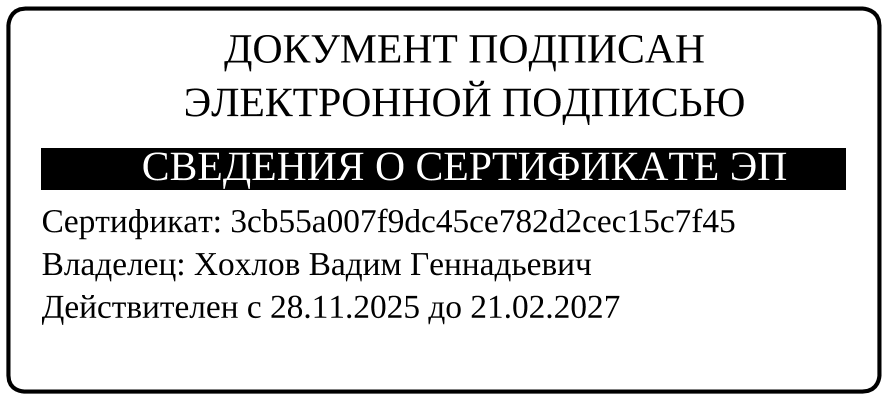 ДОКУМЕНТ ПОДПИСАН
ЭЛЕКТРОННОЙ ПОДПИСЬЮ
СВЕДЕНИЯ О СЕРТИФИКАТЕ ЭП
Сертификат: 3cb55a007f9dc45ce782d2cec15c7f45
Владелец: Хохлов Вадим Геннадьевич
Действителен с 28.11.2025 до 21.02.2027